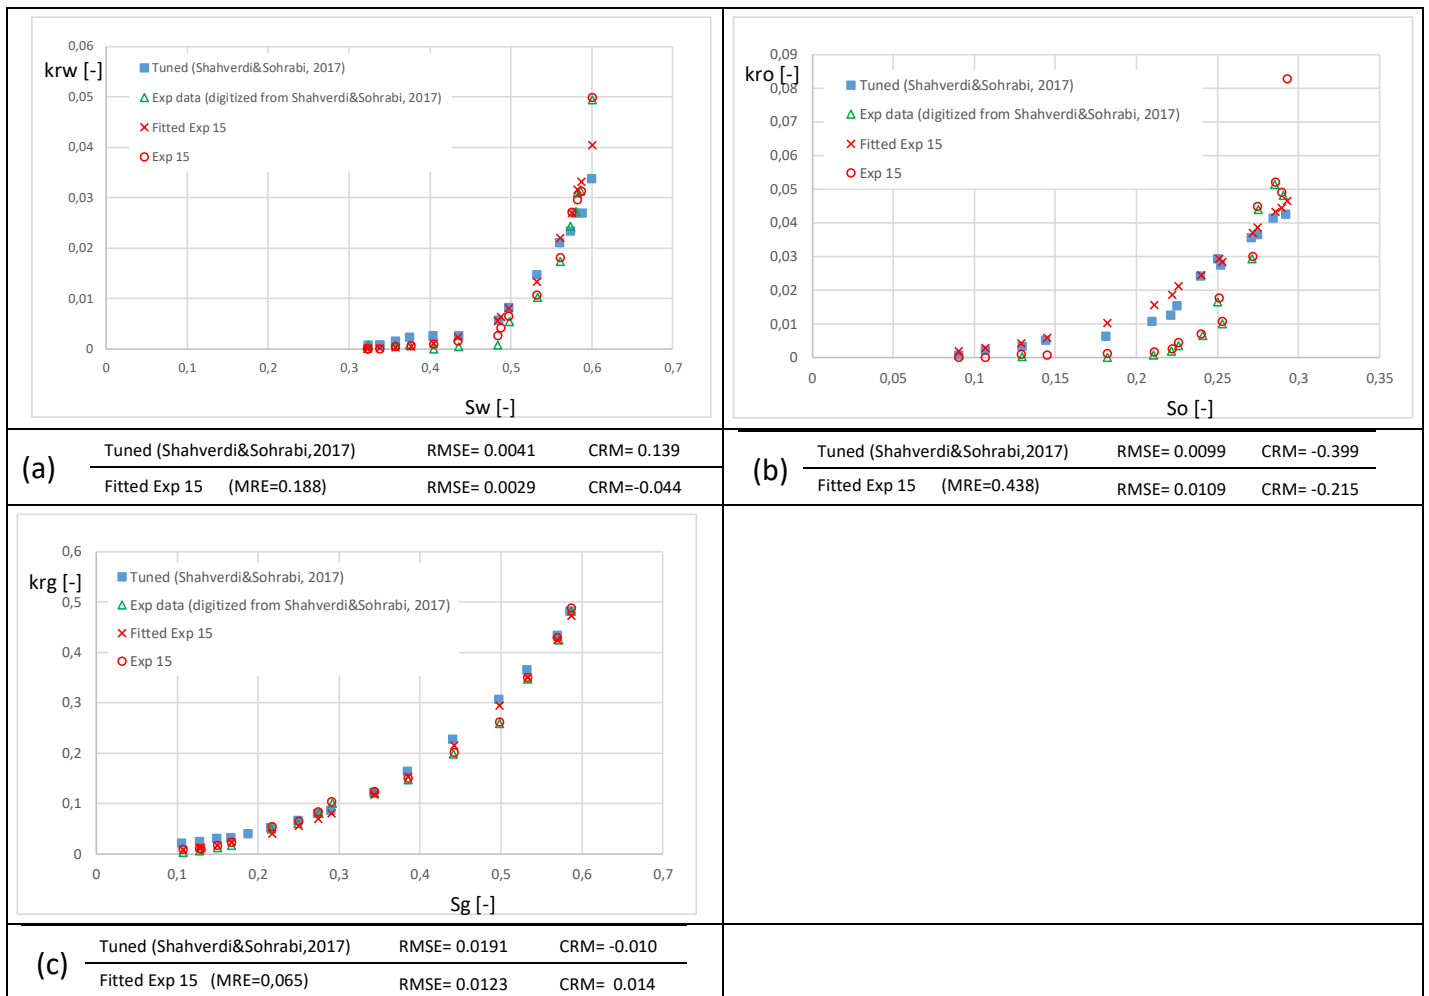 0,06
krw [-]
Tuned (Shahverdi&Sohrabi, 2017)
0,05
Exp data (digitized from Shahverdi&Sohrabi, 2017)
0,04
Fitted Exp 15
Exp 15
0,03
0,02
0,01
0
0 0,1 0,2 0,3 0,4 0,5 0,6 0,7
Sw [-]
0,09
kro [-]
0,08
Tuned (Shahverdi&Sohrabi, 2017)
0,07
Exp data (digitized from Shahverdi&Sohrabi, 2017)
Fitted Exp 15
0,06
Exp 15
0,05
0,04
0,03
0,02
0,01
0
0 0,05 0,1 0,15 0,2 0,25 0,3 0,35
So [-]
(a)
Tuned (Shahverdi&Sohrabi,2017) RMSE= 0.0041 CRM= 0.139
Fitted Exp 15 (MRE=0.188) RMSE= 0.0029 CRM=-0.044
(b)
Tuned (Shahverdi&Sohrabi,2017) RMSE= 0.0099 CRM= -0.399
Fitted Exp 15 (MRE=0.438) RMSE= 0.0109 CRM= -0.215
0,6
krg [-]
Tuned (Shahverdi&Sohrabi, 2017)
0,5
Exp data (digitized from Shahverdi&Sohrabi, 2017)
Fitted Exp 15
0,4
Exp 15
0,3
0,2
0,1
0
0 0,1 0,2 0,3 0,4 0,5 0,6 0,7
Sg [-]
(c)
Tuned (Shahverdi&Sohrabi,2017) RMSE= 0.0191 CRM= -0.010
Fitted Exp 15 (MRE=0,065) RMSE= 0.0123 CRM= 0.014